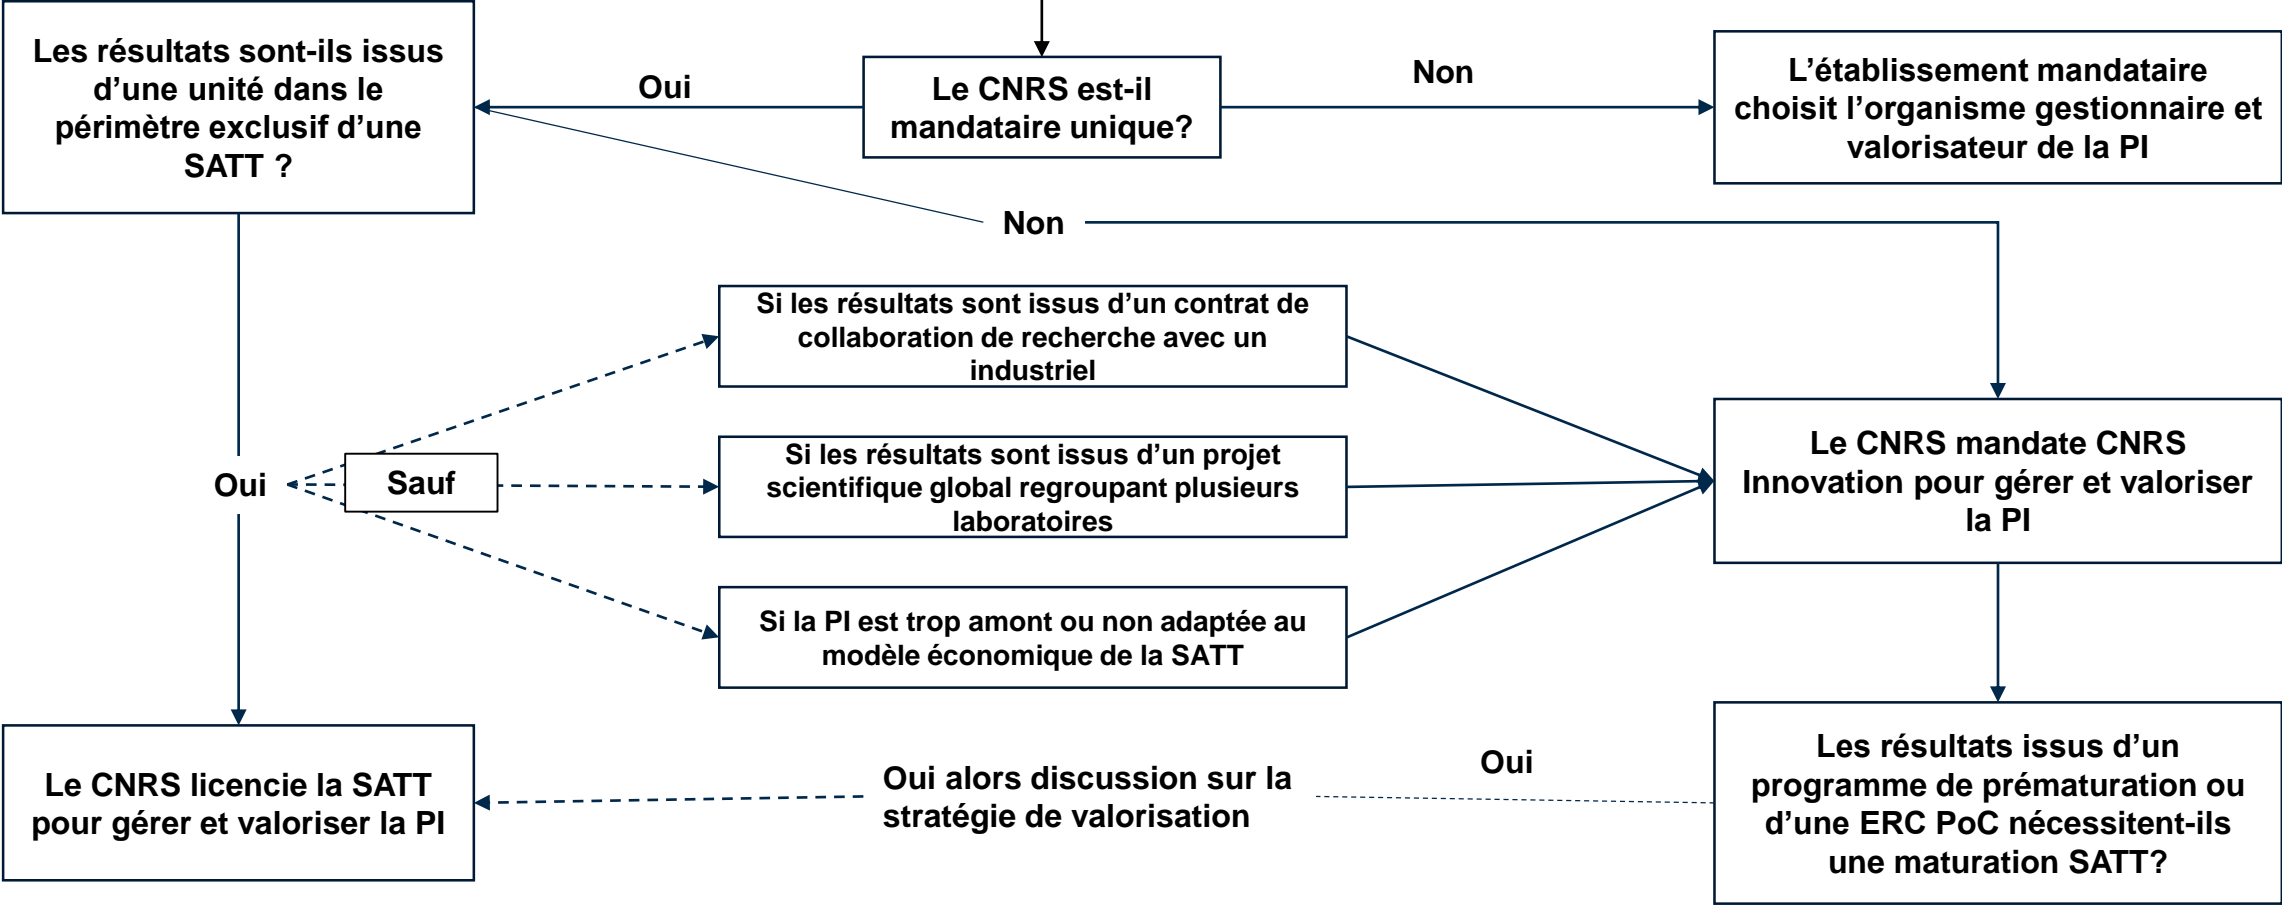 Les résultats sont-ils issus
d’une unité dans le
périmètre exclusif d’une
SATT ?
Oui
Le CNRS est-il
mandataire unique?
Non
L’établissement mandataire
choisit l’organisme gestionnaire et
valorisateur de la PI
Non
Si les résultats sont issus d’un contrat de
collaboration de recherche avec un
industriel
Oui
Sauf
Si les résultats sont issus d’un projet
scientifique global regroupant plusieurs
laboratoires
Le CNRS mandate CNRS
Innovation pour gérer et valoriser
la PI
Si la PI est trop amont ou non adaptée au
modèle économique de la SATT
Le CNRS licencie la SATT
pour gérer et valoriser la PI
Oui alors discussion sur la
stratégie de valorisation
Oui
Les résultats issus d’un
programme de prématuration ou
d’une ERC PoC nécessitent-ils
une maturation SATT?